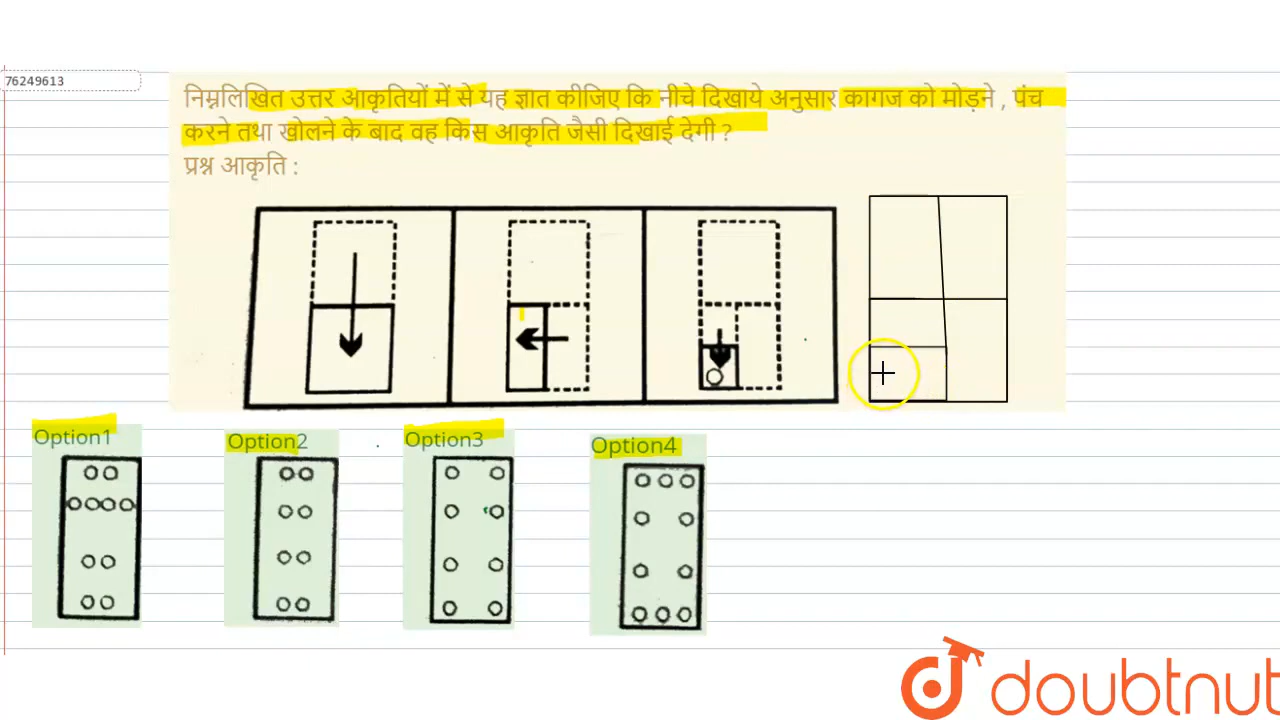 76249613
निम्नलिखित उत्तर आकृतियों में से यह ज्ञात कीजिए कि नीचे दिखाये अनुसार कागज को मोड़ने , पंच
करने तथा खोलने के बाद वह किस आकृति जैसी दिखाई देगी ?
प्रश्न आकृति :
Option1
Option2
Option3
Option4
doubtnut